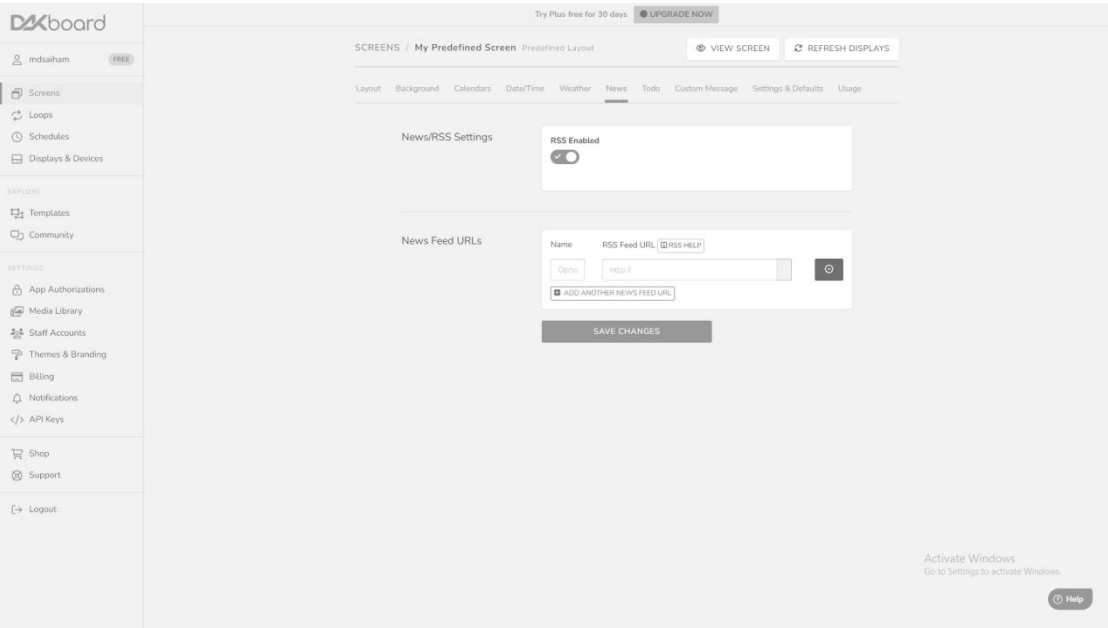 DAKboard
Try Plus free for 30 days UPGRADE NOW
mdsaiham FREE
SCREENS / My Predefined Screen Predefined Layout
VIEW SCREEN REFRESH DISPLAYS
Layout Background Calendars Date/Time Weather News Todo Custom Message Settings & Defaults Usage
Screens
Loops
Schedules
Displays & Devices
EXPLORE
Templates
Community
SETTINGS
App Authorizations
Media Library
Staff Accounts
Themes & Branding
Billing
Notifications
</> API Keys
Shop
Support
Logout
News/RSS Settings
RSS Enabled
News Feed URLs
Name RSS Feed URL RSS HELP
Optio http://
ADD ANOTHER NEWS FEED URL
SAVE CHANGES
Activate Windows
Go to Settings to activate Windows.
Help